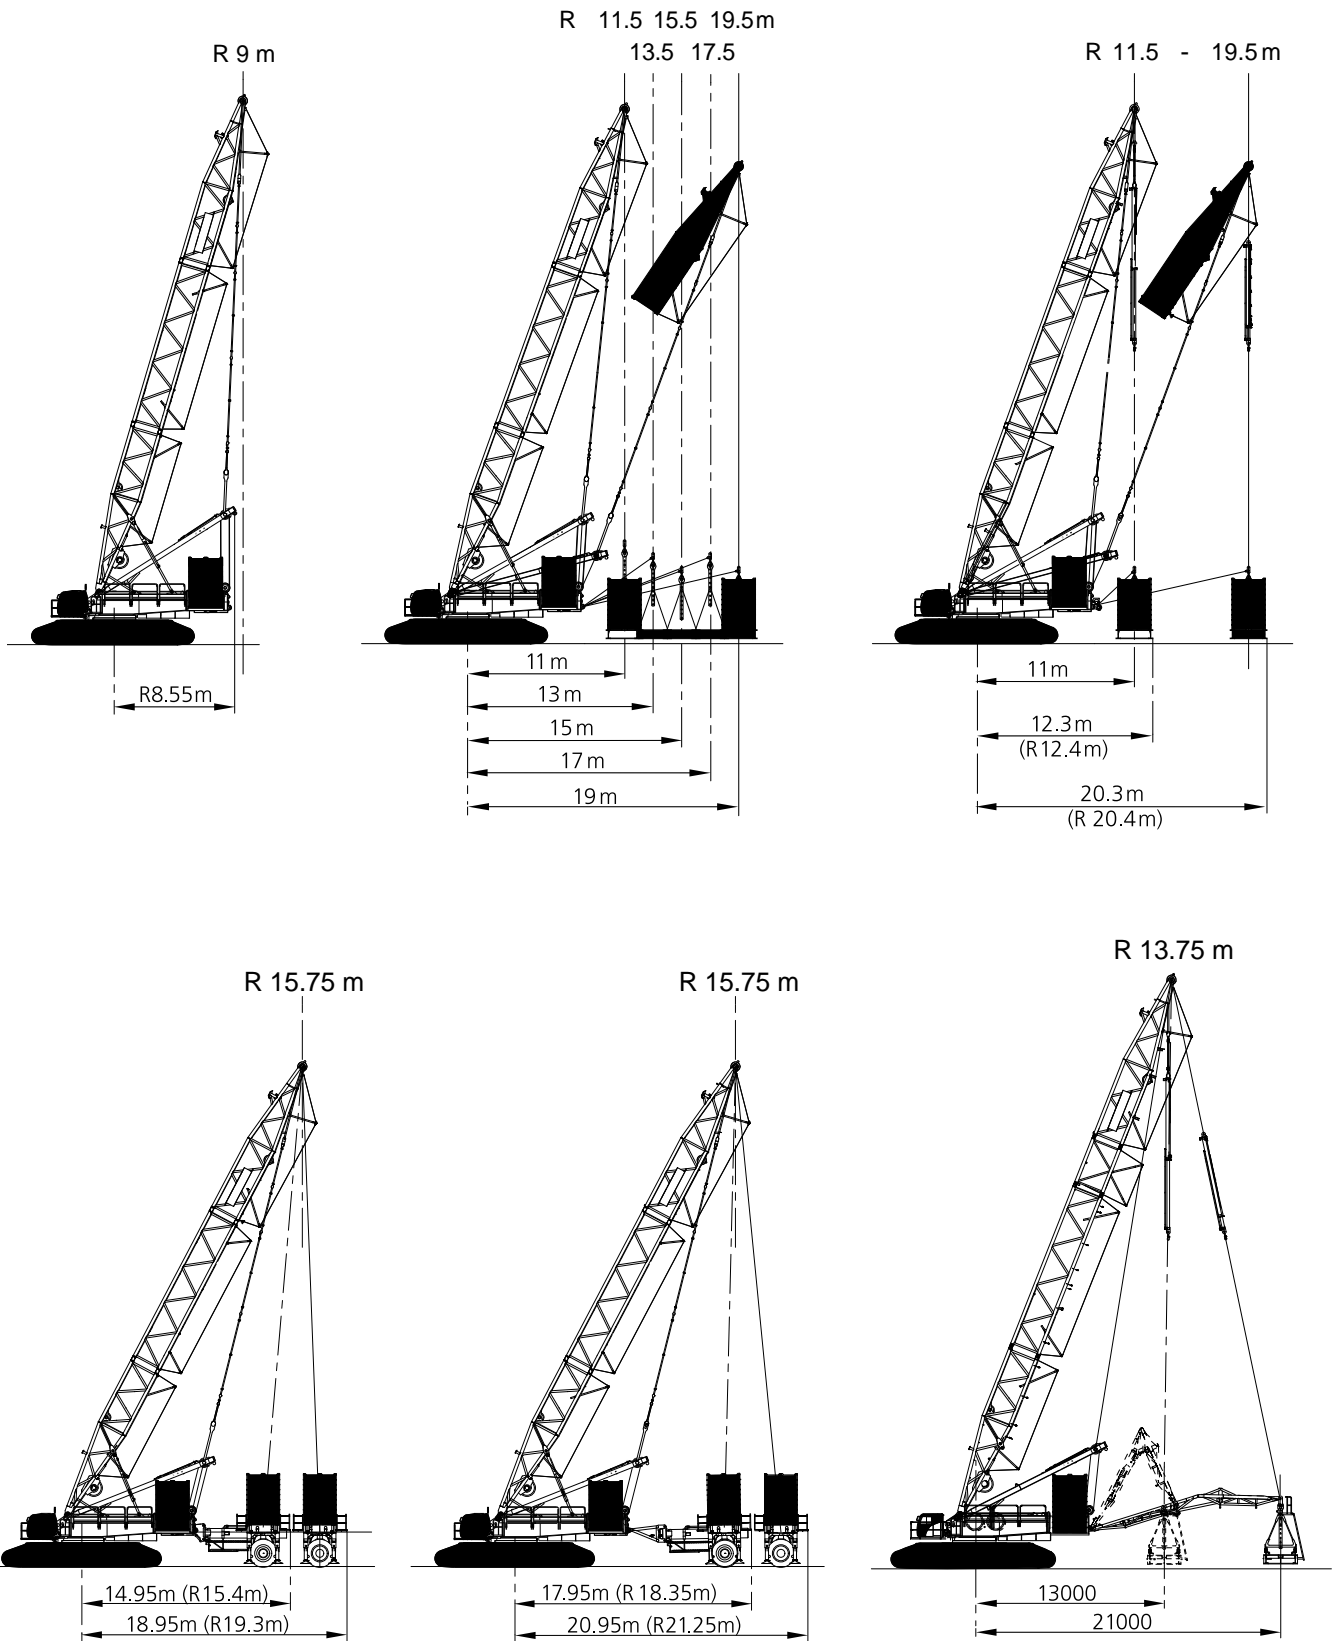 R 11.5 15.5 19.5m
R 9 m
13.5 17.5
R 11.5 - 19.5m
R8.55m
11m
13m
15m
17m
19m
11m
12.3m
(R12.4m)
20.3m
(R 20.4m)
R 15.75 m
R 15.75 m
R 13.75 m
14.95m (R15.4m)
18.95m (R19.3m)
17.95m (R 18.35m)
20.95m (R21.25m)
13000
21000